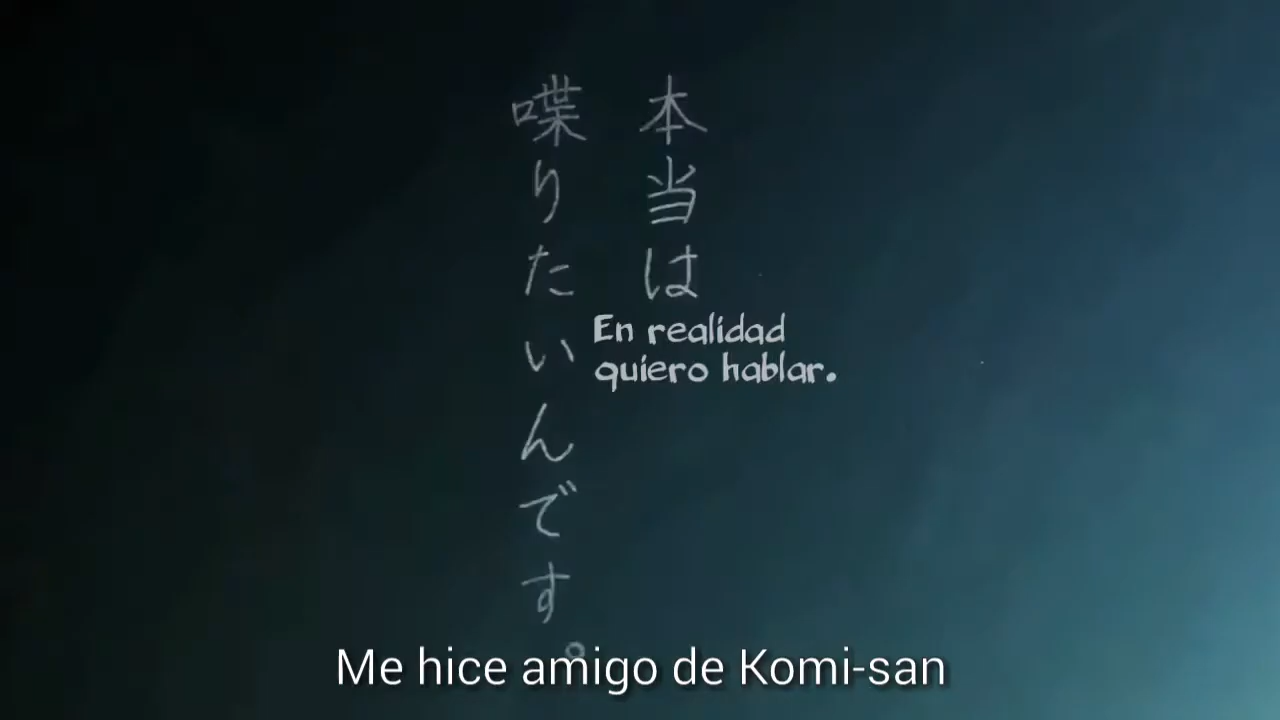 本当は
喋りたいんです。
En realidad
quiero hablar.
Me hice amigo de Komi-san